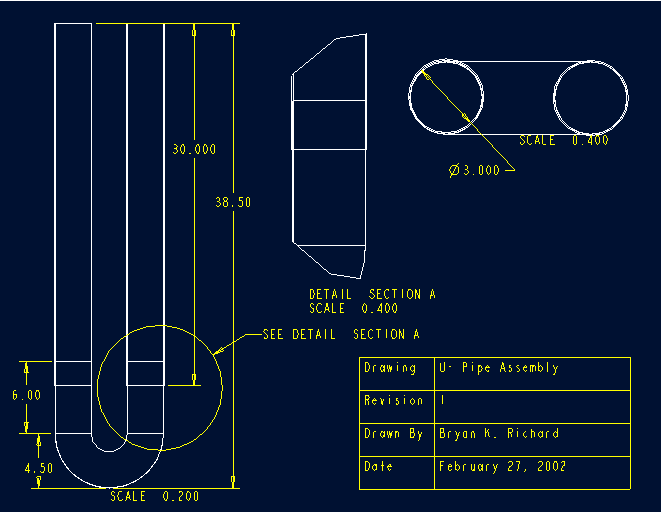 30.000
38.50
SCALE 0.400
Ø3.000
DETAIL SECTION A
SCALE 0.400
SEE DETAIL SECTION A
6.00
4.50
SCALE 0.200
Drawing U- Pipe Assembly
Revision 1
Drawn By Bryan K. Richard
Date February 27, 2002